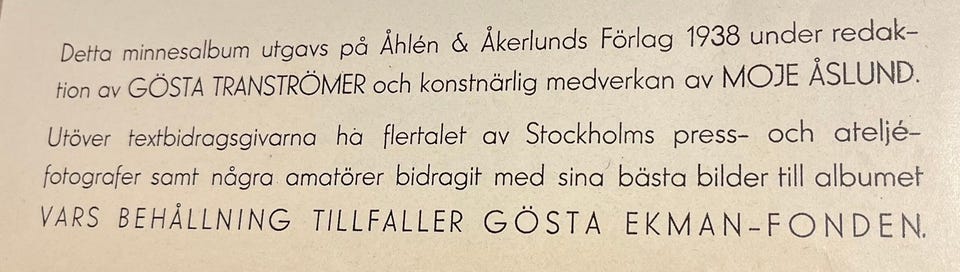 Detta minnesalbum utgavs på Åhlén & Åkerlunds Förlag 1938 under redak-
tion av GÖSTA TRANSTRÖMER och konstnärlig medverkan av MOJE ÅSLUND.
Utöver textbidragsgivarna ha flertalet av Stockholms press- och ateljé-
fotografer samt några amatörer bidragit med sina bästa bilder till albumet
VARS BEHÅLLNING TILLFALLER GÖSTA EKMAN-FONDEN.